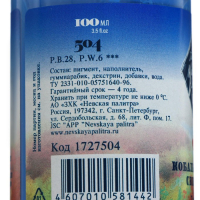 100 МЛ
3.5 fl oz
504
P.B.28, P.W.6 ***
Состав: пигмент, наполнитель,
гуммиарабик, декстрин, добавки, вода.
ТУ 2331-010-05751640-96.
Гарантийный срок — 4 года.
Хранить при температуре не ниже 0 °C
АО «ЗХК «Невская палитра»
Россия, 197342, г. Санкт-Петербург,
ул. Сердобольская, д. 68, лит. Ф, пом. 17.
JSC "APP "Nevskaya Palitra"
www.nevskayapalitra.ru
Код 1727504
4 607010 581442